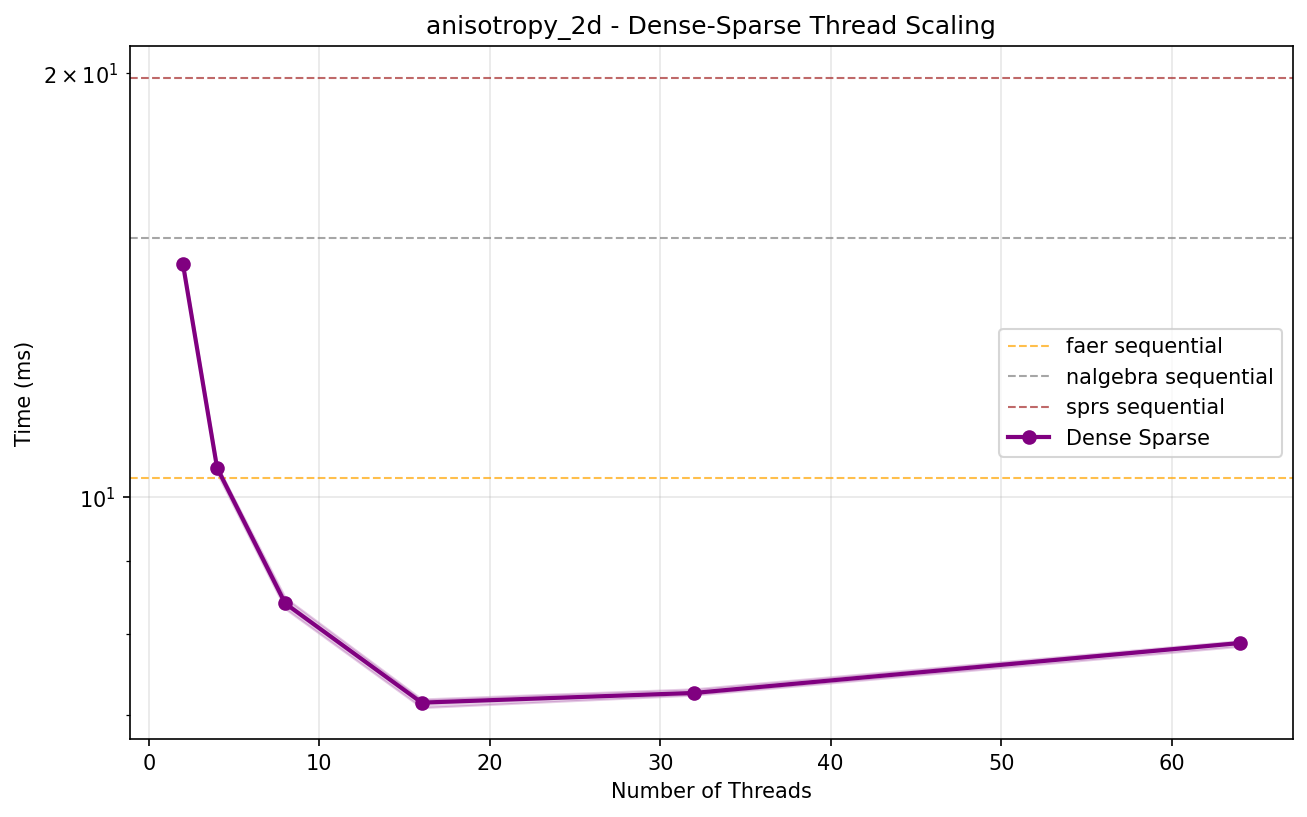 anisotropy_2d - Dense-Sparse Thread Scaling
Time (ms)
2 × 10¹
10¹
faer sequential
nalgebra sequential
sprs sequential
Dense Sparse
0 10 20 30 40 50 60
Number of Threads